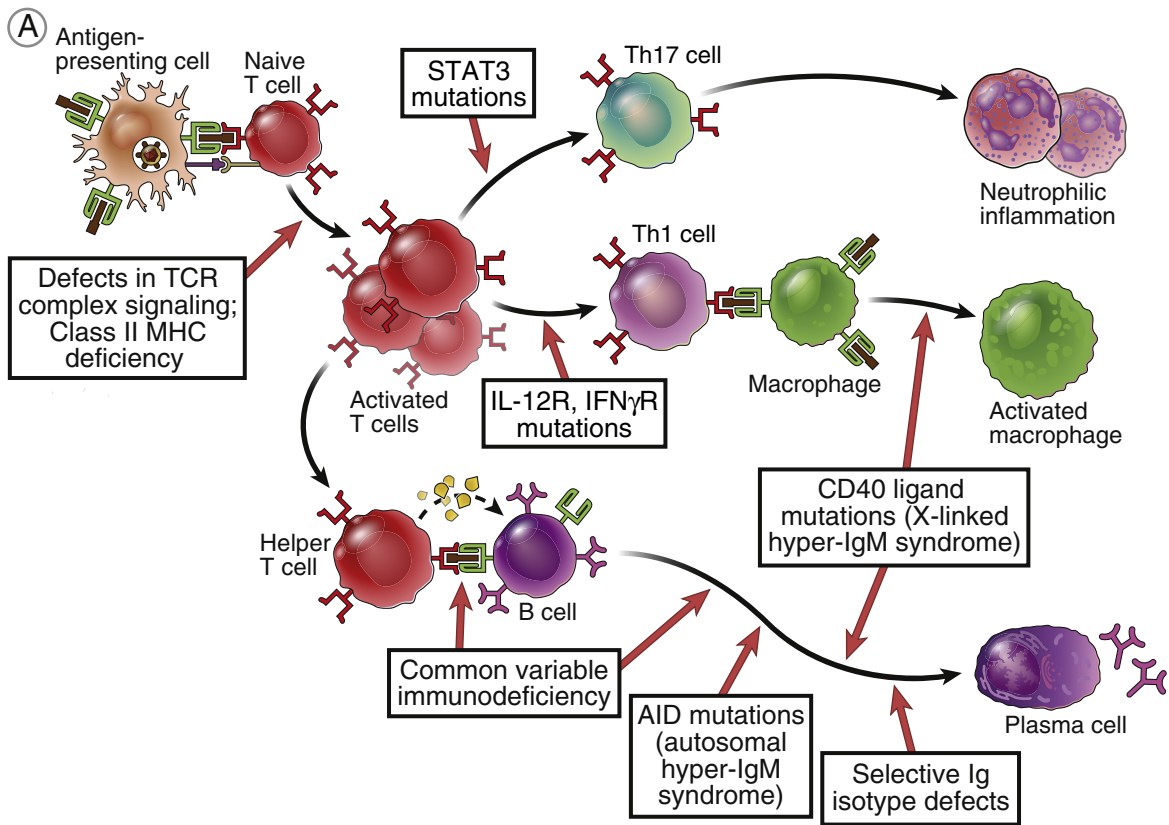 A
Antigen-
presenting cell
Naive
T cell
STAT3
mutations
Th17 cell
Neutrophilic
inflammation
Defects in TCR
complex signaling;
Class II MHC
deficiency
Activated
T cells
Th1 cell
IL-12R, IFNγR
mutations
Macrophage
Activated
macrophage
CD40 ligand
mutations (X-linked
hyper-IgM syndrome)
Helper
T cell
B cell
Common variable
immunodeficiency
AID mutations
(autosomal
hyper-IgM
syndrome)
Selective Ig
isotype defects
Plasma cell